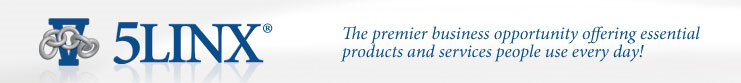 5LINX®
The premier business opportunity offering essential
products and services people use every day!